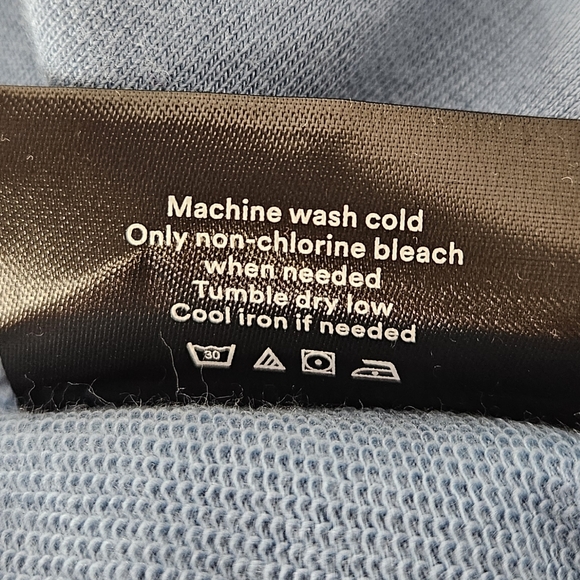 Machine wash cold
Only non-chlorine bleach
when needed
Tumble dry low
Cool iron if needed
30